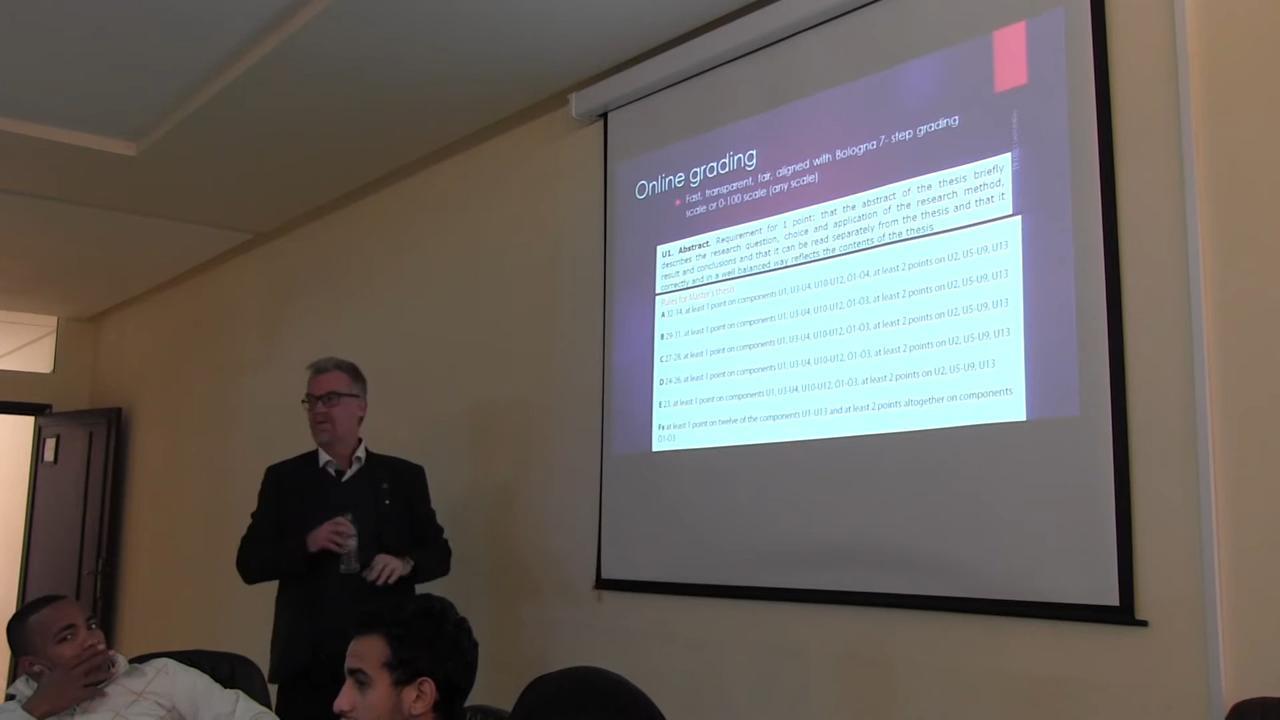 Online grading
Fast, transparent, fair, aligned with Bologna 7- step grading
scale or 0-100 scale (any scale)
U1. Abstract. Requirement for 1 point: that the abstract of the thesis briefly
describes the research question, choice and application of the research method,
result and conclusions and that it can be read separately from the thesis and that it
correctly and in a well balanced way reflects the contents of the thesis
Rules for Master's thesis
A 32-34, at least 1 point on components U1, U3-U4, U10-U12, O1-O4, at least 2 points on U2, U5-U9, U13
B 29-31, at least 1 point on components U1, U3-U4, U10-U12, O1-O3, at least 2 points on U2, U5-U9, U13
C 27-28, at least 1 point on components U1, U3-U4, U10-U12, O1-O3, at least 2 points on U2, U5-U9, U13
D 24-26, at least 1 point on components U1, U3-U4, U10-U12, O1-O3, at least 2 points on U2, U5-U9, U13
E 23, at least 1 point on components U1, U3-U4, U10-U12, O1-O3, at least 2 points on U2, U5-U9, U13
Fx at least 1 point on twelve of the components U1-U13 and at least 2 points altogether on components
O1-O3